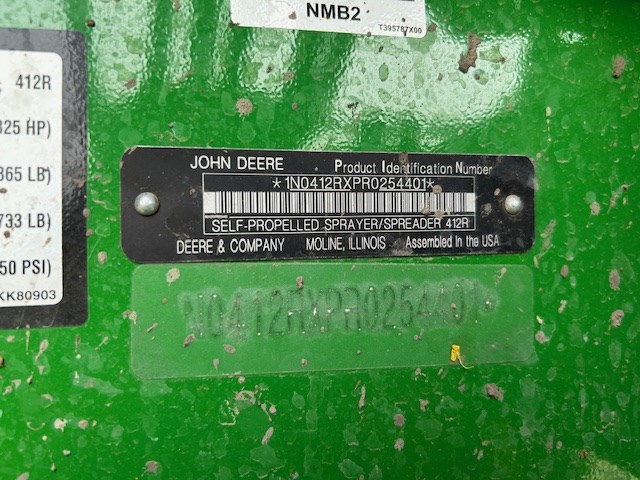 NMB2
T395787X00
412R
325 HP)
365 LB)
733 LB)
50 PSI)
KK80903
JOHN DEERE Product Identification Number
*1N0412RXPR0254401*
SELF-PROPELLED SPRAYER/SPREADER 412R
DEERE & COMPANY MOLINE, ILLINOIS Assembled in the USA
N0412RXPR0254401*